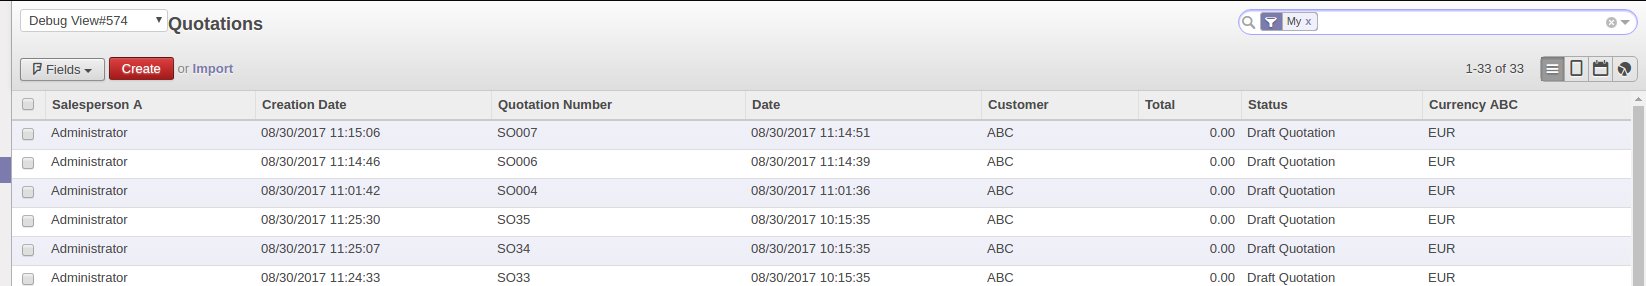 Debug View#574 Quotations My x
Fields Create or Import 1-33 of 33
Salesperson A Creation Date Quotation Number Date Customer Total Status Currency ABC
Administrator 08/30/2017 11:15:06 SO007 08/30/2017 11:14:51 ABC 0.00 Draft Quotation EUR
Administrator 08/30/2017 11:14:46 SO006 08/30/2017 11:14:39 ABC 0.00 Draft Quotation EUR
Administrator 08/30/2017 11:01:42 SO004 08/30/2017 11:01:36 ABC 0.00 Draft Quotation EUR
Administrator 08/30/2017 11:25:30 SO35 08/30/2017 10:15:35 ABC 0.00 Draft Quotation EUR
Administrator 08/30/2017 11:25:07 SO34 08/30/2017 10:15:35 ABC 0.00 Draft Quotation EUR
Administrator 08/30/2017 11:24:33 SO33 08/30/2017 10:15:35 ABC 0.00 Draft Quotation EUR